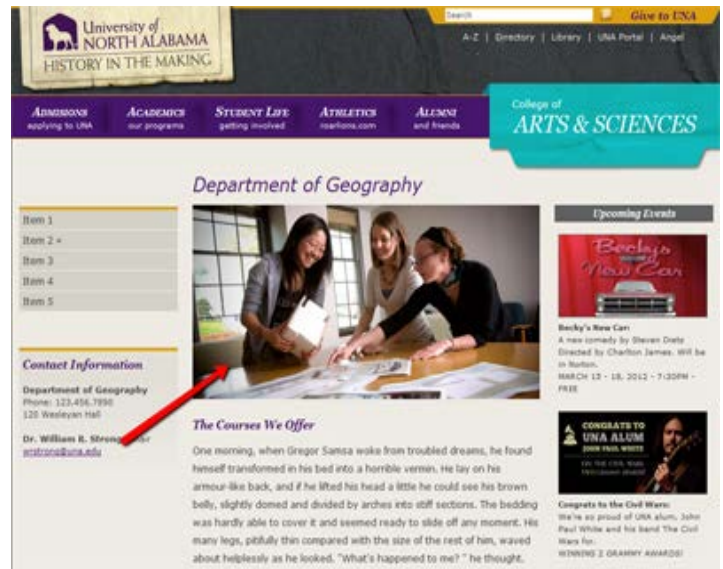 University of
NORTH ALABAMA
HISTORY IN THE MAKING
Search
Give to UNA
A-Z | Directory | Library | UNA Portal | Angel
ADMISSIONS
applying to UNA
ACADEMICS
our programs
STUDENT LIFE
getting involved
ATHLETICS
roarlions.com
ALUMNI
and friends
College of
ARTS & SCIENCES
Department of Geography
Item 1
Item 2 »
Item 3
Item 4
Item 5
Contact Information
Department of Geography
Phone: 123.456.7890
120 Wesleyan Hall
Dr. William R. Strong
wstrong@una.edu
The Courses We Offer
One morning, when Gregor Samsa woke from troubled dreams, he found
himself transformed in his bed into a horrible vermin. He lay on his
armour-like back, and if he lifted his head a little he could see his brown
belly, slightly domed and divided by arches into stiff sections. The bedding
was hardly able to cover it and seemed ready to slide off any moment. His
many legs, pitifully thin compared with the size of the rest of him, waved
about helplessly as he looked. "What's happened to me? " he thought.
Upcoming Events
Becky's
New Car
Becky's New Car:
A new comedy by Steven Dietz
Directed by Charlton James. Will be
in Norton.
MARCH 15 - 18, 2012 - 7:30PM -
FREE
CONGRATS TO
UNA ALUM
JOHN PAUL WHITE
Congrats to the Civil Wars:
We're so proud of UNA alum, John
Paul White and his band The Civil
Wars for
WINNING 2 GRAMMY AWARDS!